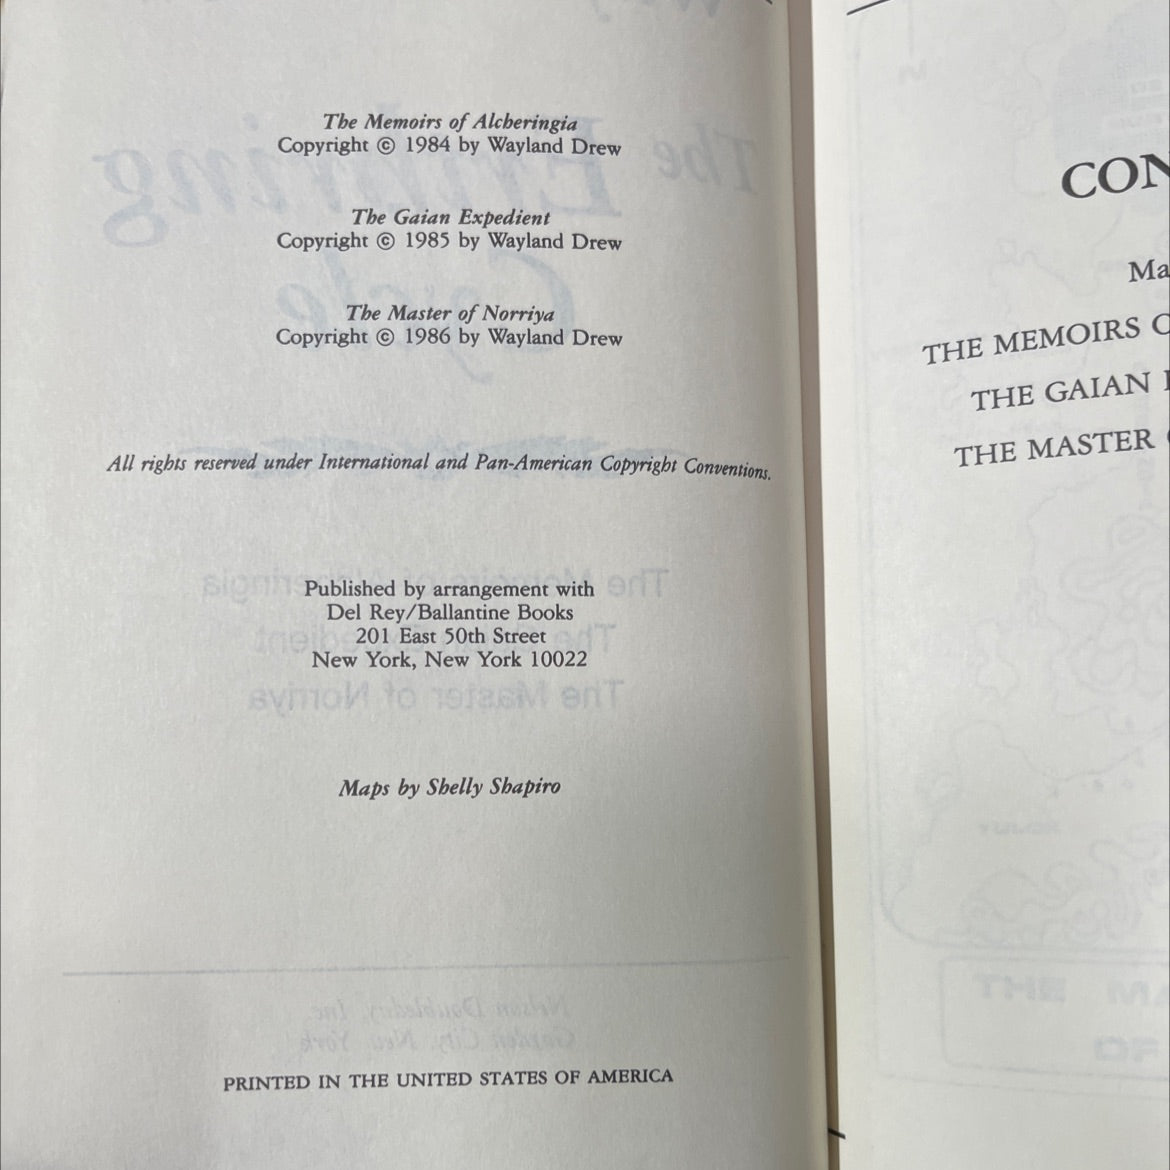 The Memoirs of Alcheringia
Copyright © 1984 by Wayland Drew
The Gaian Expedient
Copyright © 1985 by Wayland Drew
The Master of Norriya
Copyright © 1986 by Wayland Drew
All rights reserved under International and Pan-American Copyright Conventions.
Published by arrangement with
Del Rey/Ballantine Books
201 East 50th Street
New York, New York 10022
Maps by Shelly Shapiro
PRINTED IN THE UNITED STATES OF AMERICA
CON
Ma
THE MEMOIRS O
THE GAIAN
THE MASTER